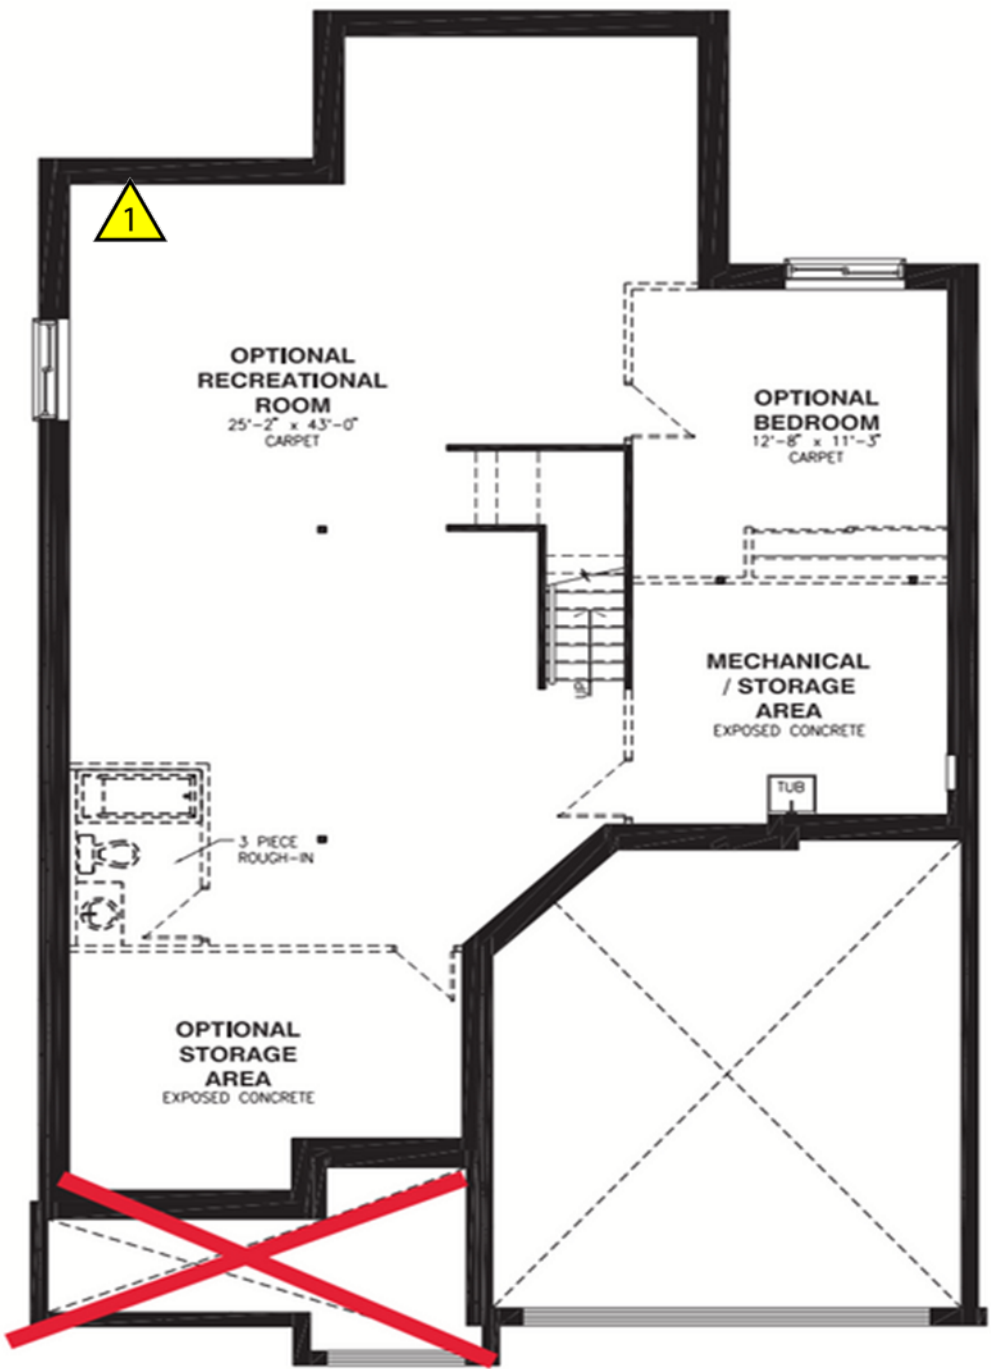 1
OPTIONAL
RECREATIONAL
ROOM
25'-2" x 43'-0"
CARPET
OPTIONAL
BEDROOM
12'-8" x 11'-3"
CARPET
UP
MECHANICAL
/ STORAGE
AREA
EXPOSED CONCRETE
TUB
3 PIECE
ROUGH-IN
OPTIONAL
STORAGE
AREA
EXPOSED CONCRETE